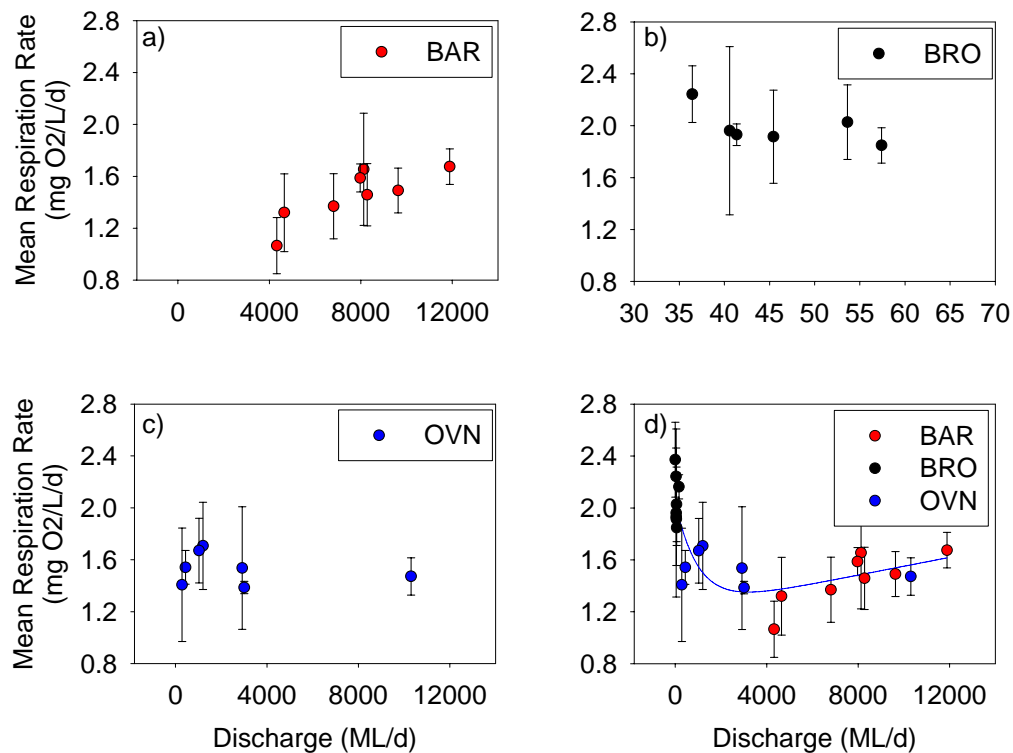 Mean Respiration Rate
(mg O2/L/d)
2.8
2.4
2.0
1.6
1.2
0.8
a)
BAR
0
4000
8000
12000
2.8
2.4
2.0
1.6
1.2
0.8
b)
BRO
30
35
40
45
50
55
60
65
70
Mean Respiration Rate
(mg O2/L/d)
2.8
2.4
2.0
1.6
1.2
0.8
c)
OVN
0
4000
8000
12000
Discharge (ML/d)
2.8
2.4
2.0
1.6
1.2
0.8
d)
BAR
BRO
OVN
0
4000
8000
12000
Discharge (ML/d)